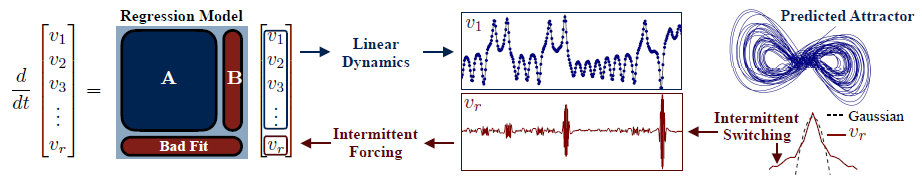 Regression Model
d
dt
v1
v2
v3
⋮
vr
=
A
B
Bad Fit
v1
v2
v3
⋮
vr
Linear
Dynamics
Intermittent
Forcing
v1
vr
Predicted Attractor
Intermittent
Switching
Gaussian
vr